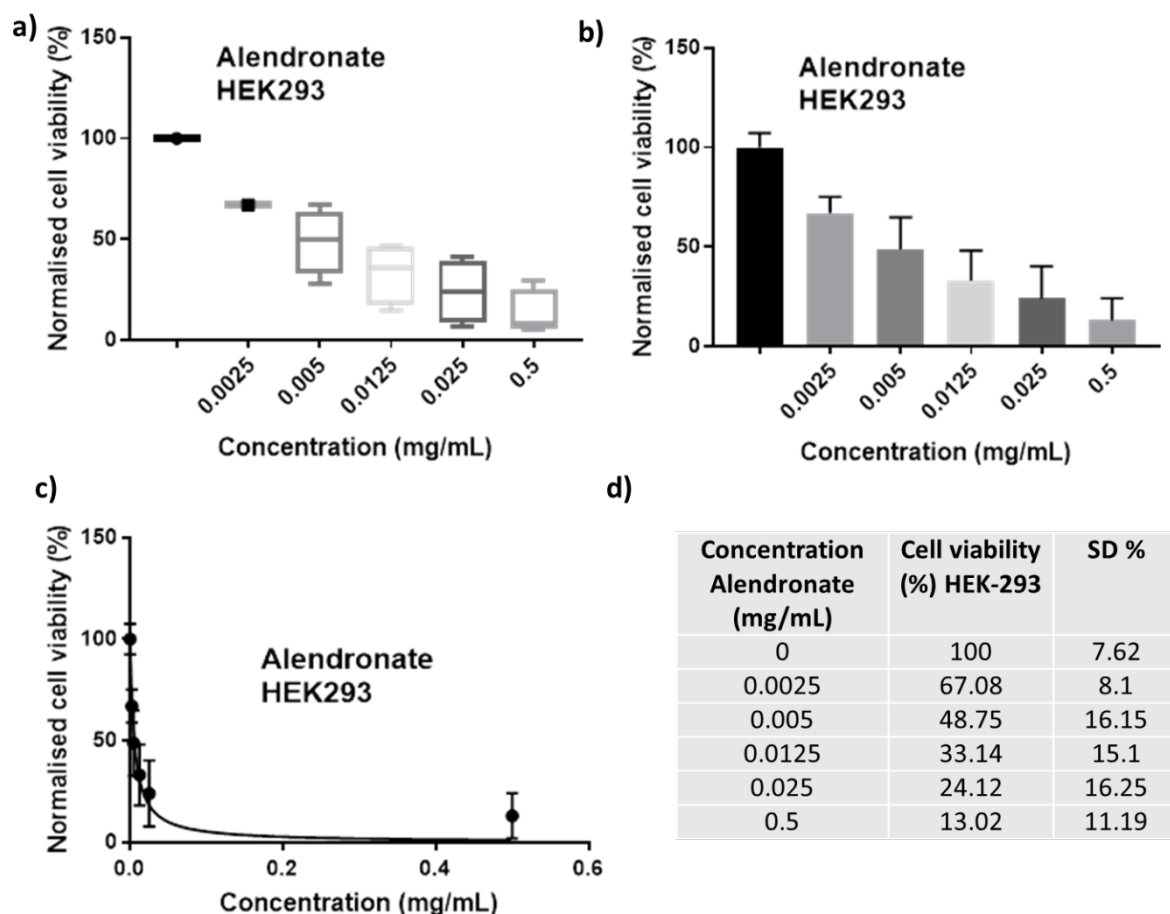 a)
150
100
50
0
Normalised cell viability (%)
Alendronate
HEK293
0.0025
0.005
0.0125
0.025
0.5
Concentration (mg/mL)
b)
150
100
50
0
Normalised cell viability (%)
Alendronate
HEK293
0.0025
0.005
0.0125
0.025
0.5
Concentration (mg/mL)
c)
150
100
50
0
Normalised cell viability (%)
Alendronate
HEK293
0.0 0.2 0.4 0.6
Concentration (mg/mL)
d)
Concentration Cell viability SD %
Alendronate (%) HEK-293
(mg/mL)
0 100 7.62
0.0025 67.08 8.1
0.005 48.75 16.15
0.0125 33.14 15.1
0.025 24.12 16.25
0.5 13.02 11.19